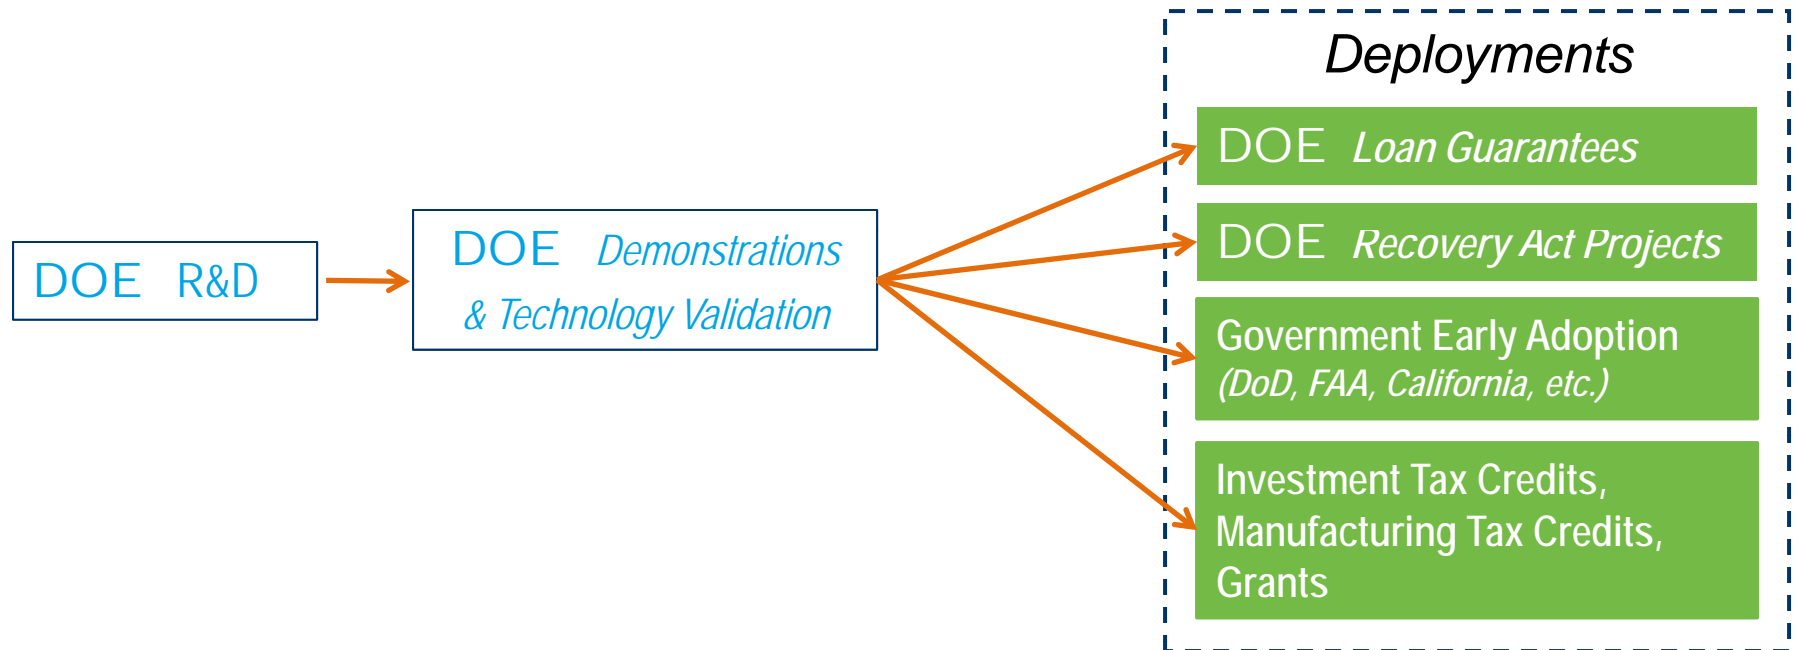 Deployments
DOE Loan Guarantees
DOE R&D
DOE Demonstrations
& Technology Validation
DOE Recovery Act Projects
Government Early Adoption
(DoD, FAA, California, etc.)
Investment Tax Credits,
Manufacturing Tax Credits,
Grants